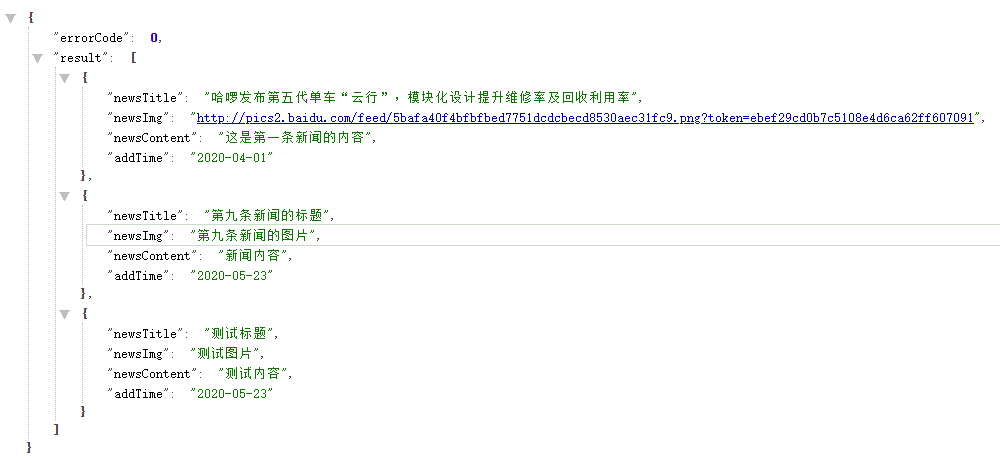 {
"errorCode": 0,
"result": [
{
"newsTitle": "哈啰发布第五代单车“云行”，模块化设计提升维修率及回收利用率",
"newsImg": "http://pics2.baidu.com/feed/5bafa40f4bfbfbed7751dcdcbecd8530aec31fc9.png?token=ebef29cd0b7c5108e4d6ca62ff607091",
"newsContent": "这是第一条新闻的内容",
"addTime": "2020-04-01"
},
{
"newsTitle": "第九条新闻的标题",
"newsImg": "第九条新闻的图片",
"newsContent": "新闻内容",
"addTime": "2020-05-23"
},
{
"newsTitle": "测试标题",
"newsImg": "测试图片",
"newsContent": "测试内容",
"addTime": "2020-05-23"
}
]
}